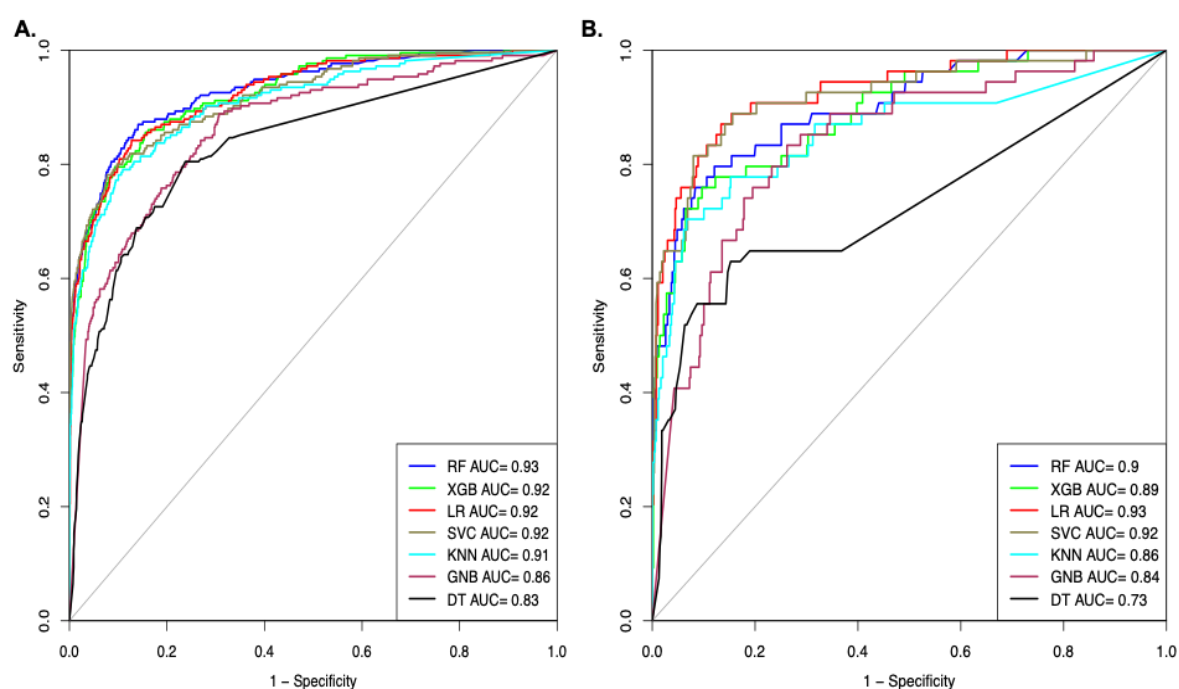 A.
1.0
0.8
0.6
0.4
0.2
0.0
Sensitivity
RF AUC= 0.93
XGB AUC= 0.92
LR AUC= 0.92
SVC AUC= 0.92
KNN AUC= 0.91
GNB AUC= 0.86
DT AUC= 0.83
0.0 0.2 0.4 0.6 0.8 1.0
1 − Specificity
B.
1.0
0.8
0.6
0.4
0.2
0.0
Sensitivity
RF AUC= 0.9
XGB AUC= 0.89
LR AUC= 0.93
SVC AUC= 0.92
KNN AUC= 0.86
GNB AUC= 0.84
DT AUC= 0.73
0.0 0.2 0.4 0.6 0.8 1.0
1 − Specificity